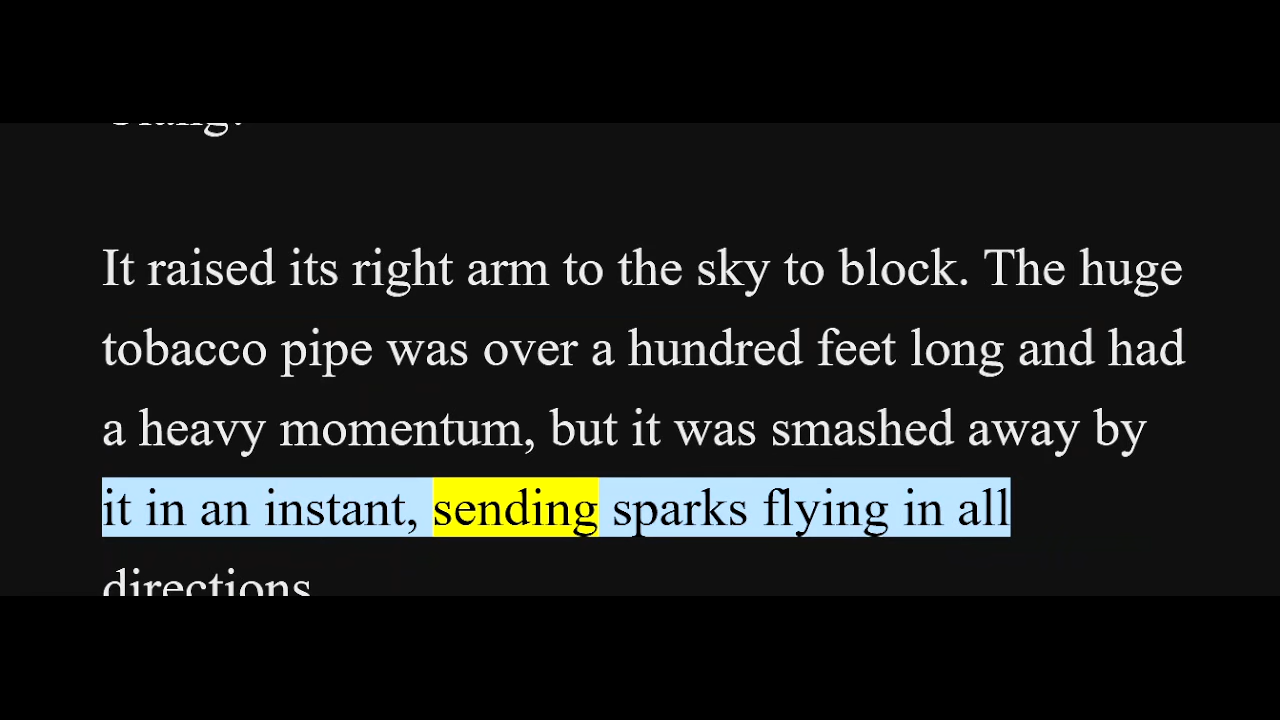 It raised its right arm to the sky to block. The huge
tobacco pipe was over a hundred feet long and had
a heavy momentum, but it was smashed away by
it in an instant, sending sparks flying in all
directions